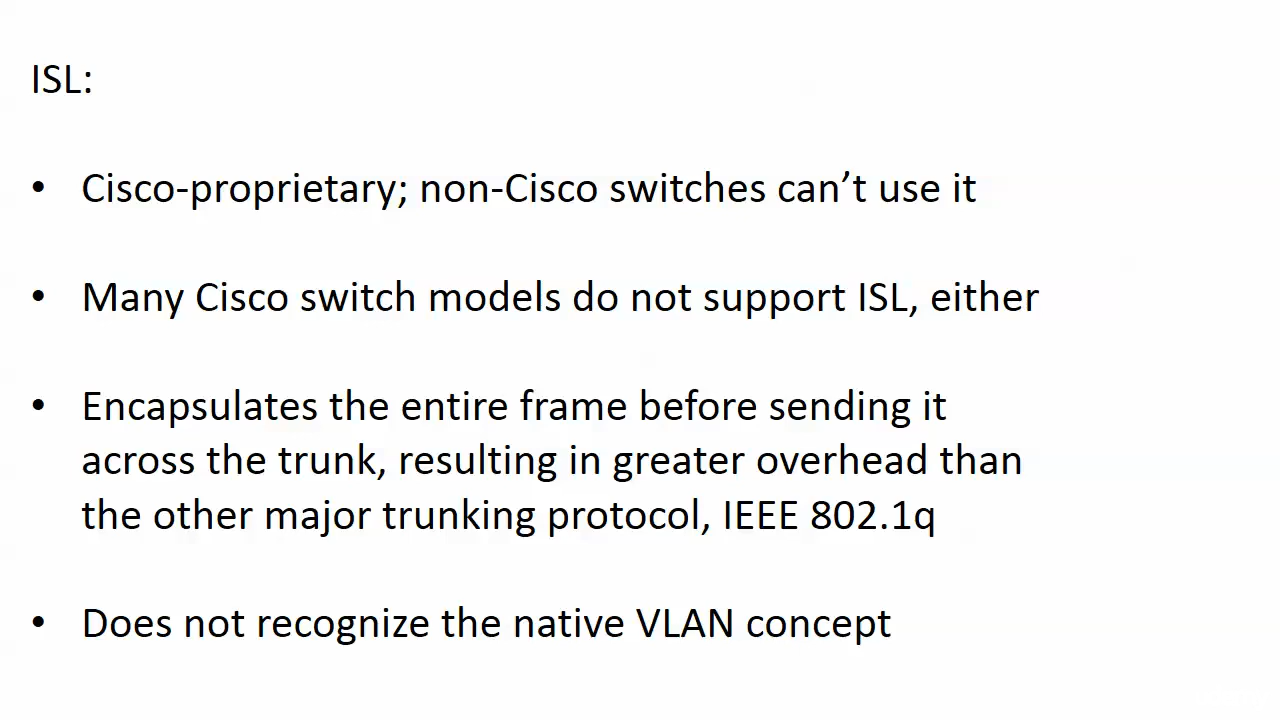 ISL:
• Cisco-proprietary; non-Cisco switches can’t use it
• Many Cisco switch models do not support ISL, either
• Encapsulates the entire frame before sending it
across the trunk, resulting in greater overhead than
the other major trunking protocol, IEEE 802.1q
• Does not recognize the native VLAN concept